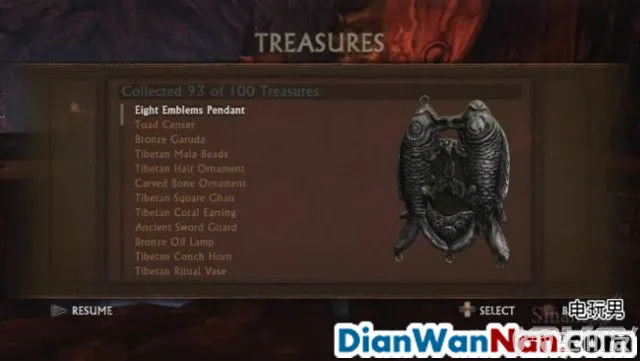 TREASURES
Collected 93 of 100 Treasures
Eight Emblems Pendant
Toad Censer
Bronze Garuda
Tibetan Mala Beads
Tibetan Hair Ornament
Carved Bone Ornament
Tibetan Square Ghau
Tibetan Coral Earring
Ancient Sword Guard
Bronze Oil Lamp
Tibetan Conch Horn
Tibetan Ritual Vase
RESUME
SELECT
电玩男
DianWanNan.com